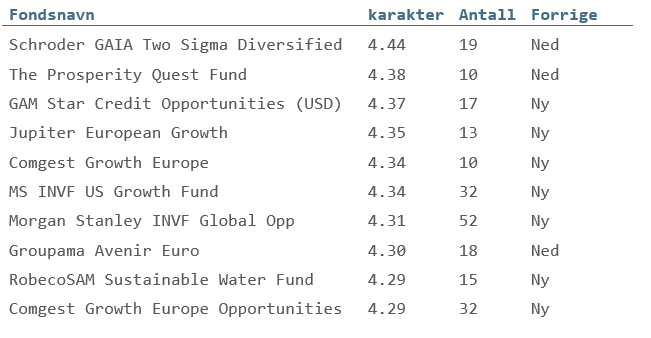 Fondsnavn karakter Antall Forrige
Schroder GAIA Two Sigma Diversified 4.44 19 Ned
The Prosperity Quest Fund 4.38 10 Ned
GAM Star Credit Opportunities (USD) 4.37 17 Ny
Jupiter European Growth 4.35 13 Ny
Comgest Growth Europe 4.34 10 Ny
MS INVF US Growth Fund 4.34 32 Ny
Morgan Stanley INVF Global Opp 4.31 52 Ny
Groupama Avenir Euro 4.30 18 Ned
RobecoSAM Sustainable Water Fund 4.29 15 Ny
Comgest Growth Europe Opportunities 4.29 32 Ny